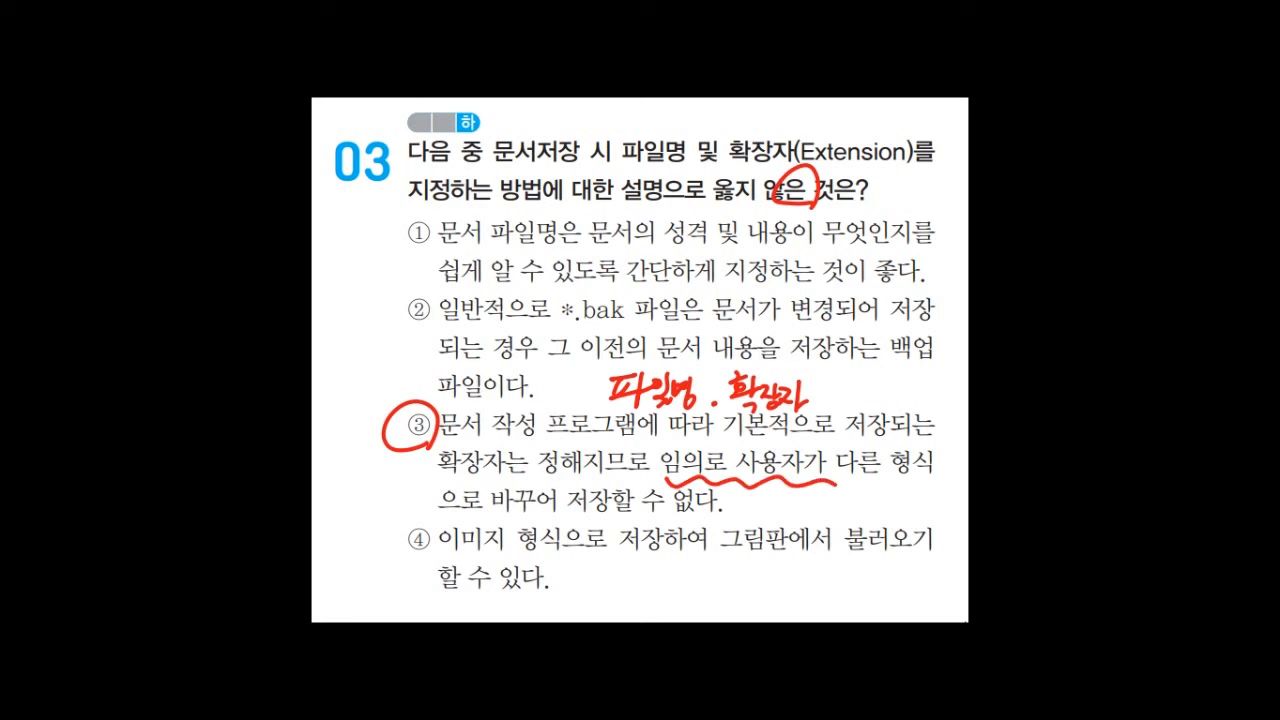 하
03
다음 중 문서저장 시 파일명 및 확장자(Extension)를
지정하는 방법에 대한 설명으로 옳지 않은 것은?
① 문서 파일명은 문서의 성격 및 내용이 무엇인지를
쉽게 알 수 있도록 간단하게 지정하는 것이 좋다.
② 일반적으로 *.bak 파일은 문서가 변경되어 저장
되는 경우 그 이전의 문서 내용을 저장하는 백업
파일이다.
파일명 . 확장자
③ 문서 작성 프로그램에 따라 기본적으로 저장되는
확장자는 정해지므로 임의로 사용자가 다른 형식
으로 바꾸어 저장할 수 없다.
④ 이미지 형식으로 저장하여 그림판에서 불러오기
할 수 있다.